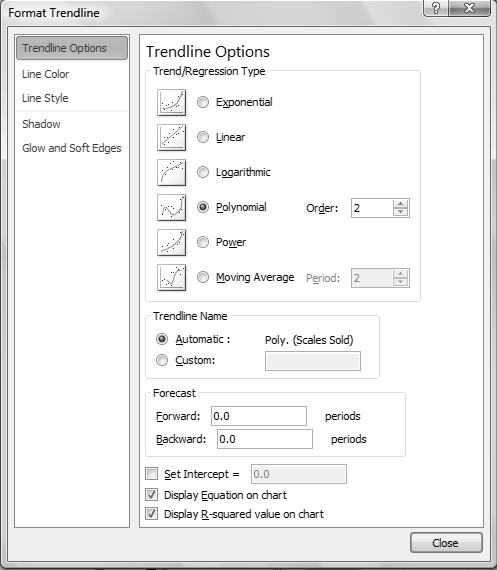 Format Trendline
?
Trendline Options
Line Color
Line Style
Shadow
Glow and Soft Edges
Trendline Options
Trend/Regression Type
Exponential
Linear
Logarithmic
Polynomial Order: 2
Power
Moving Average Period: 2
Trendline Name
Automatic : Poly. (Scales Sold)
Custom:
Forecast
Forward: 0.0 periods
Backward: 0.0 periods
Set Intercept = 0.0
Display Equation on chart
Display R-squared value on chart
Close